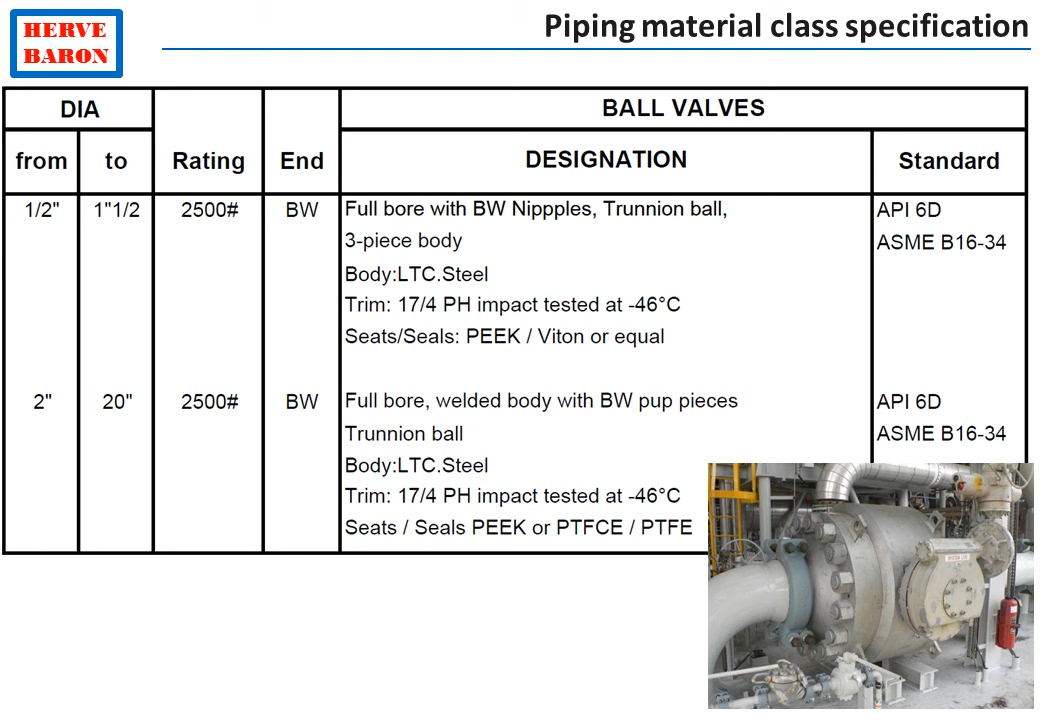 HERVE
BARON
Piping material class specification
DIA
BALL VALVES
from to Rating End DESIGNATION Standard
1/2" 1"1/2 2500# BW Full bore with BW Nippples, Trunnion ball, API 6D
3-piece body ASME B16-34
Body:LTC.Steel
Trim: 17/4 PH impact tested at -46°C
Seats/Seals: PEEK / Viton or equal
2" 20" 2500# BW Full bore, welded body with BW pup pieces API 6D
Trunnion ball ASME B16-34
Body:LTC.Steel
Trim: 17/4 PH impact tested at -46°C
Seats / Seals PEEK or PTFCE / PTFE